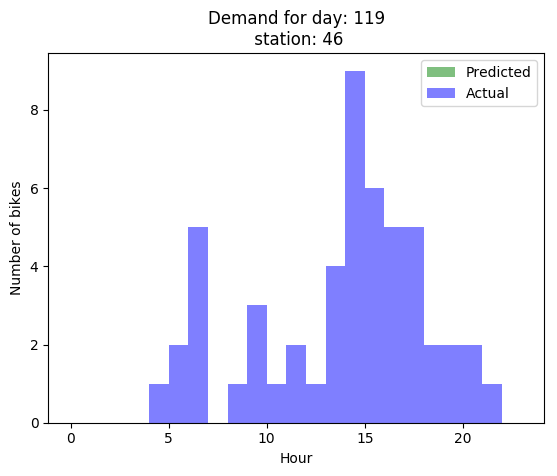 Demand for day: 119
station: 46
Predicted
Actual
Number of bikes
8
6
4
2
0
0 5 10 15 20
Hour